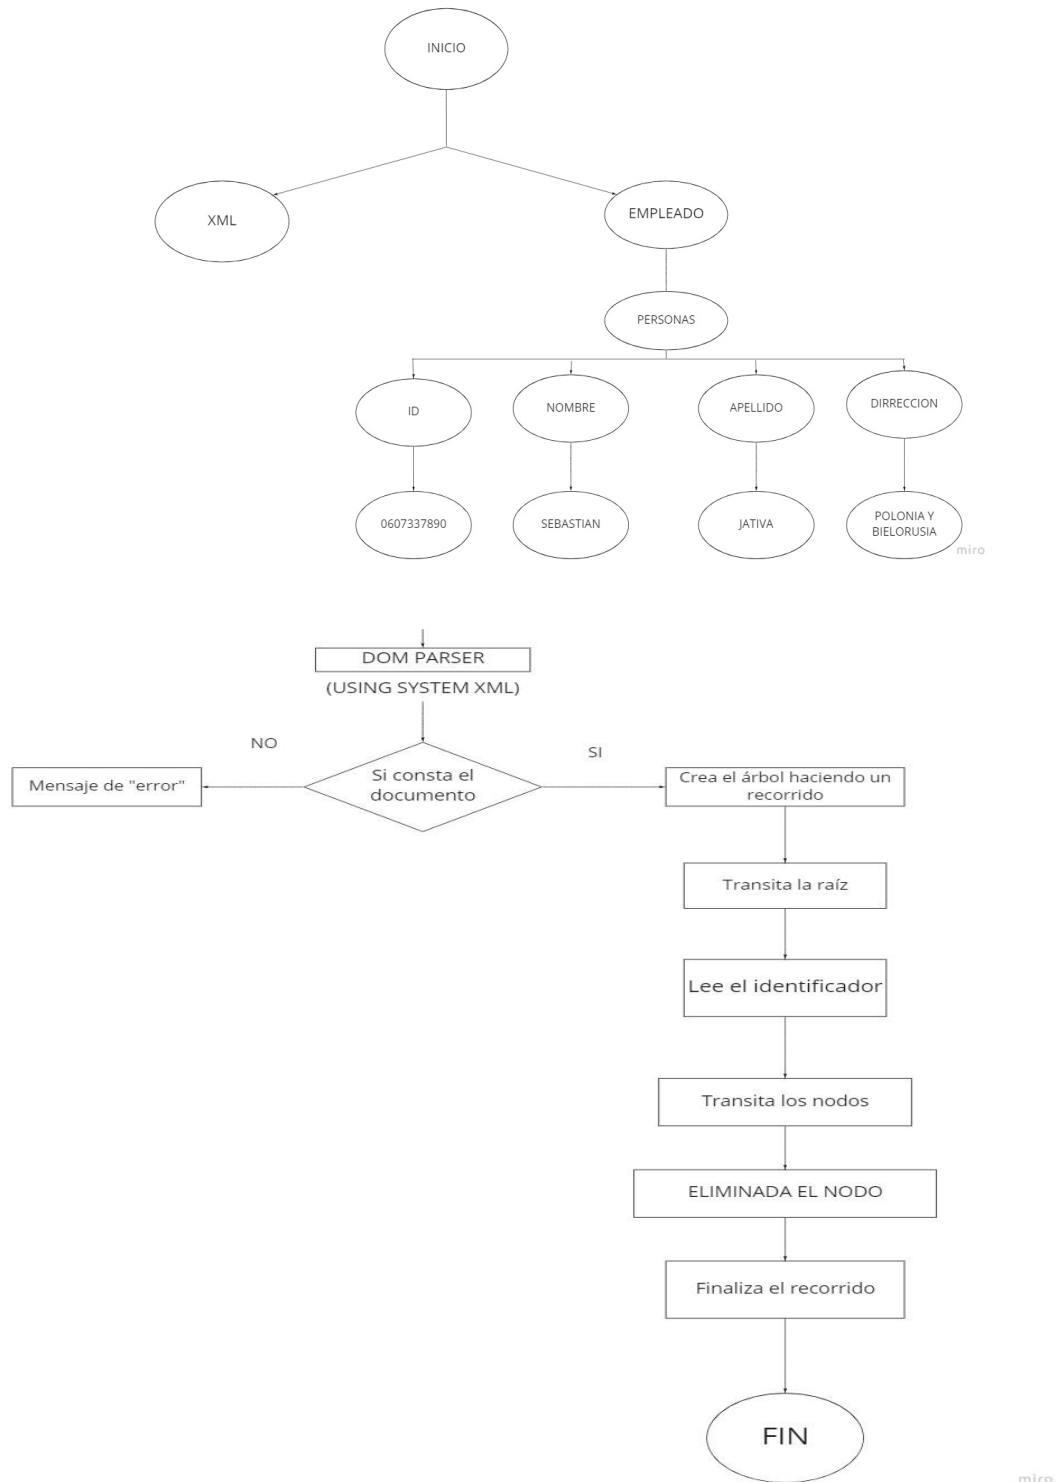 INICIO
XML
EMPLEADO
PERSONAS
ID
NOMBRE
APELLIDO
DIRRECCION
0607337890
SEBASTIAN
JATIVA
POLONIA Y
BIELORUSIA
miro
DOM PARSER
(USING SYSTEM XML)
NO
SI
Mensaje de "error"
Si consta el
documento
Crea el árbol haciendo un
recorrido
Transita la raíz
Lee el identificador
Transita los nodos
ELIMINADA EL NODO
Finaliza el recorrido
FIN
miro